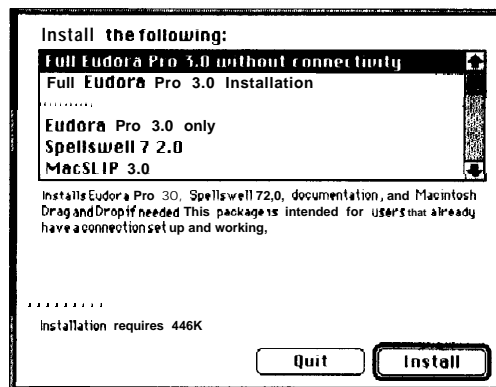 Install the following:
Full Eudora Pro 3.0 without connectivity
Full Eudora Pro 3.0 Installation
Eudora Pro 3.0 only
Spellswell 7 2.0
MacSLIP 3.0
Installs Eudora Pro 30, Spellswell 72,0, documentation, and Macintosh
Drag and Drop if needed This package is intended for users that already
have a connection set up and working,
Installation requires 446K
Quit
Install